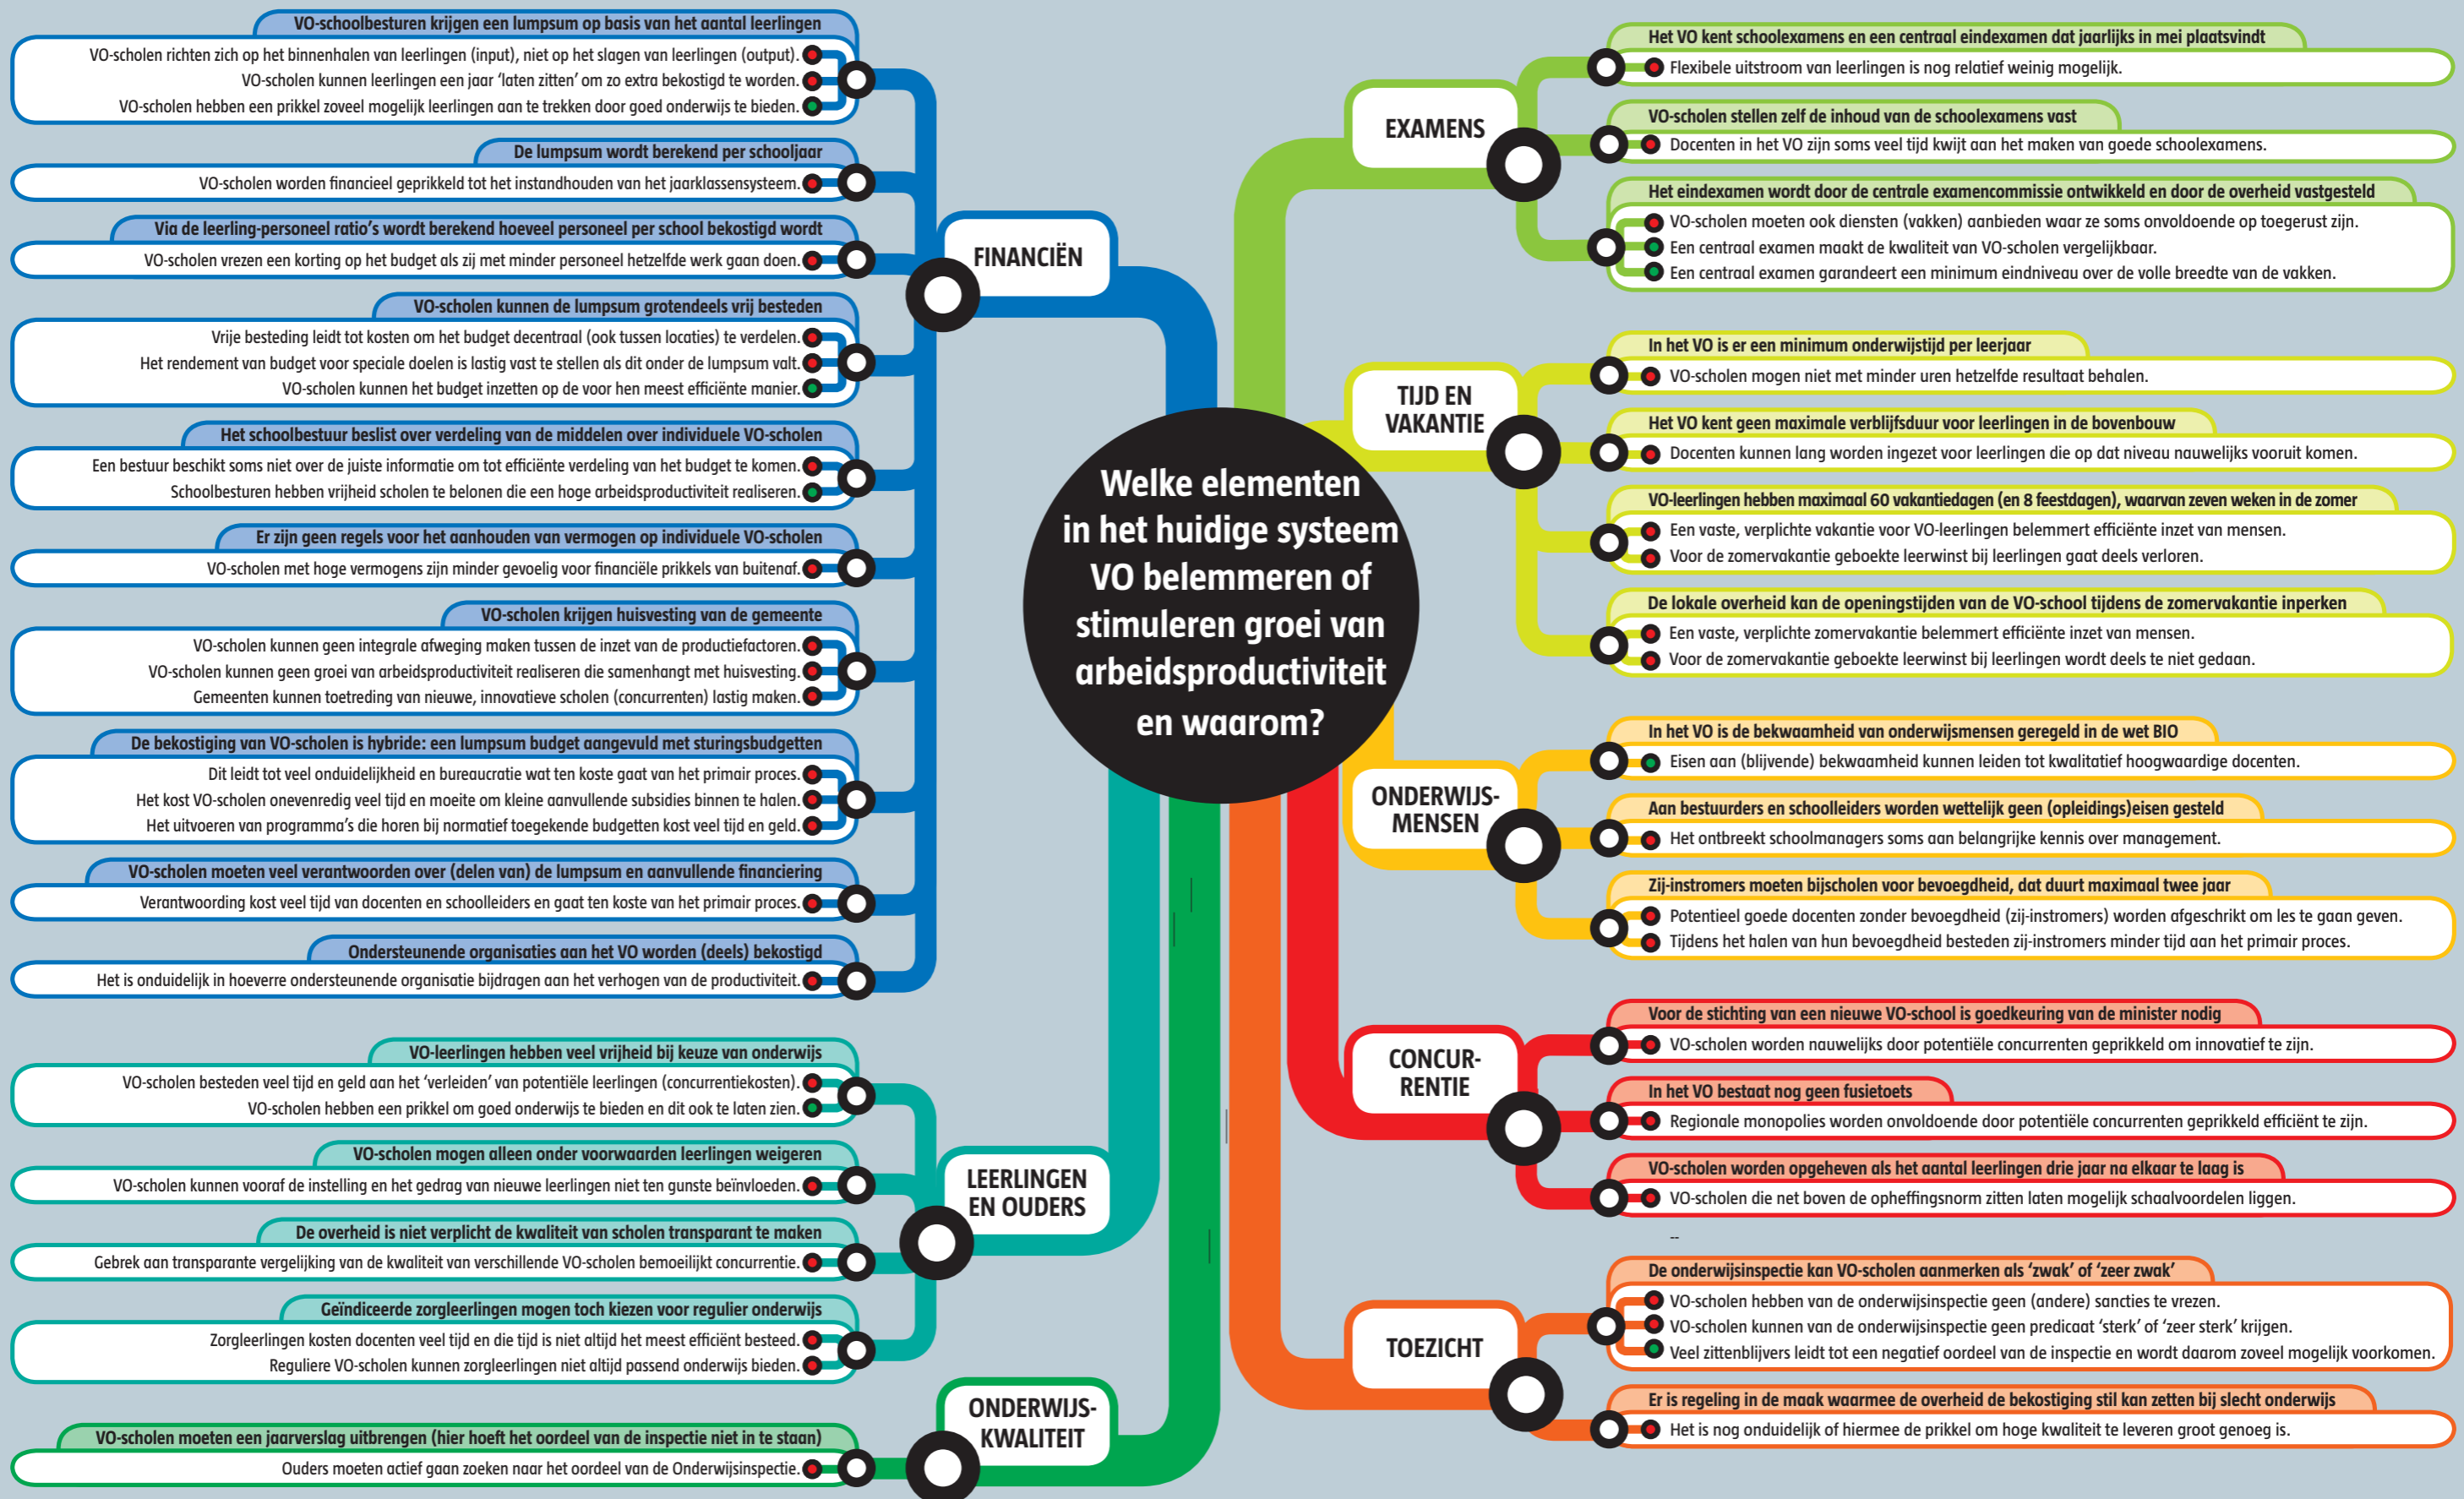 VO-schoolbesturen krijgen een lumpsum op basis van het aantal leerlingen
VO-scholen richten zich op het binnenhalen van leerlingen (input), niet op het slagen van leerlingen (output).
VO-scholen kunnen leerlingen een jaar ‘laten zitten’ om zo extra bekostigd te worden.
VO-scholen hebben een prikkel zoveel mogelijk leerlingen aan te trekken door goed onderwijs te bieden.
De lumpsum wordt berekend per schooljaar
VO-scholen worden financieel geprikkeld tot het instandhouden van het jaarklassensysteem.
Via de leerling-personeel ratio’s wordt berekend hoeveel personeel per school bekostigd wordt
VO-scholen vrezen een korting op het budget als zij met minder personeel hetzelfde werk gaan doen.
VO-scholen kunnen de lumpsum grotendeels vrij besteden
Vrije besteding leidt tot kosten om het budget decentraal (ook tussen locaties) te verdelen.
Het rendement van budget voor speciale doelen is lastig vast te stellen als dit onder de lumpsum valt.
VO-scholen kunnen het budget inzetten op de voor hen meest efficiënte manier.
Het schoolbestuur beslist over verdeling van de middelen over individuele VO-scholen
Een bestuur beschikt soms niet over de juiste informatie om tot efficiënte verdeling van het budget te komen.
Schoolbesturen hebben vrijheid scholen te belonen die een hoge arbeidsproductiviteit realiseren.
Er zijn geen regels voor het aanhouden van vermogen op individuele VO-scholen
VO-scholen met hoge vermogens zijn minder gevoelig voor financiële prikkels van buitenaf.
VO-scholen krijgen huisvesting van de gemeente
VO-scholen kunnen geen integrale afweging maken tussen de inzet van de productiefactoren.
VO-scholen kunnen geen groei van arbeidsproductiviteit realiseren die samenhangt met huisvesting.
Gemeenten kunnen toetreding van nieuwe, innovatieve scholen (concurrenten) lastig maken.
De bekostiging van VO-scholen is hybride: een lumpsum budget aangevuld met sturingsbudgetten
Dit leidt tot veel onduidelijkheid en bureaucratie wat ten koste gaat van het primair proces.
Het kost VO-scholen onevenredig veel tijd en moeite om kleine aanvullende subsidies binnen te halen.
Het uitvoeren van programma’s die horen bij normatief toegekende budgetten kost veel tijd en geld.
VO-scholen moeten veel verantwoorden over (delen van) de lumpsum en aanvullende financiering
Verantwoording kost veel tijd van docenten en schoolleiders en gaat ten koste van het primair proces.
Ondersteunende organisaties aan het VO worden (deels) bekostigd
Het is onduidelijk in hoeverre ondersteunende organisatie bijdragen aan het verhogen van de productiviteit.
FINANCIËN
VO-leerlingen hebben veel vrijheid bij keuze van onderwijs
VO-scholen besteden veel tijd en geld aan het ‘verleiden’ van potentiële leerlingen (concurrentiekosten).
VO-scholen hebben een prikkel om goed onderwijs te bieden en dit ook te laten zien.
VO-scholen mogen alleen onder voorwaarden leerlingen weigeren
VO-scholen kunnen vooraf de instelling en het gedrag van nieuwe leerlingen niet ten gunste beïnvloeden.
De overheid is niet verplicht de kwaliteit van scholen transparant te maken
Gebrek aan transparante vergelijking van de kwaliteit van verschillende VO-scholen bemoeilijkt concurrentie.
Geïndiceerde zorgleerlingen mogen toch kiezen voor regulier onderwijs
Zorgleerlingen kosten docenten veel tijd en die tijd is niet altijd het meest efficiënt besteed.
Reguliere VO-scholen kunnen zorgleerlingen niet altijd passend onderwijs bieden.
LEERLINGEN
EN OUDERS
VO-scholen moeten een jaarverslag uitbrengen (hier hoeft het oordeel van de inspectie niet in te staan)
Ouders moeten actief gaan zoeken naar het oordeel van de Onderwijsinspectie.
ONDERWIJS-
KWALITEIT
Welke elementen
in het huidige systeem
VO belemmeren of
stimuleren groei van
arbeidsproductiviteit
en waarom?
EXAMENS
Het VO kent schoolexamens en een centraal eindexamen dat jaarlijks in mei plaatsvindt
Flexibele uitstroom van leerlingen is nog relatief weinig mogelijk.
VO-scholen stellen zelf de inhoud van de schoolexamens vast
Docenten in het VO zijn soms veel tijd kwijt aan het maken van goede schoolexamens.
Het eindexamen wordt door de centrale examencommissie ontwikkeld en door de overheid vastgesteld
VO-scholen moeten ook diensten (vakken) aanbieden waar ze soms onvoldoende op toegerust zijn.
Een centraal examen maakt de kwaliteit van VO-scholen vergelijkbaar.
Een centraal examen garandeert een minimum eindniveau over de volle breedte van de vakken.
TIJD EN
VAKANTIE
In het VO is er een minimum onderwijstijd per leerjaar
VO-scholen mogen niet met minder uren hetzelfde resultaat behalen.
Het VO kent geen maximale verblijfsduur voor leerlingen in de bovenbouw
Docenten kunnen lang worden ingezet voor leerlingen die op dat niveau nauwelijks vooruit komen.
VO-leerlingen hebben maximaal 60 vakantiedagen (en 8 feestdagen), waarvan zeven weken in de zomer
Een vaste, verplichte vakantie voor VO-leerlingen belemmert efficiënte inzet van mensen.
Voor de zomervakantie geboekte leerwinst bij leerlingen gaat deels verloren.
De lokale overheid kan de openingstijden van de VO-school tijdens de zomervakantie inperken
Een vaste, verplichte zomervakantie belemmert efficiënte inzet van mensen.
Voor de zomervakantie geboekte leerwinst bij leerlingen wordt deels te niet gedaan.
ONDERWIJS-
MENSEN
In het VO is de bekwaamheid van onderwijsmensen geregeld in de wet BIO
Eisen aan (blijvende) bekwaamheid kunnen leiden tot kwalitatief hoogwaardige docenten.
Aan bestuurders en schoolleiders worden wettelijk geen (opleidings)eisen gesteld
Het ontbreekt schoolmanagers soms aan belangrijke kennis over management.
Zij-instromers moeten bijscholen voor bevoegdheid, dat duurt maximaal twee jaar
Potentieel goede docenten zonder bevoegdheid (zij-instromers) worden afgeschrikt om les te gaan geven.
Tijdens het halen van hun bevoegdheid besteden zij-instromers minder tijd aan het primair proces.
CONCUR-
RENTIE
Voor de stichting van een nieuwe VO-school is goedkeuring van de minister nodig
VO-scholen worden nauwelijks door potentiële concurrenten geprikkeld om innovatief te zijn.
In het VO bestaat nog geen fusietoets
Regionale monopolies worden onvoldoende door potentiële concurrenten geprikkeld efficiënt te zijn.
VO-scholen worden opgeheven als het aantal leerlingen drie jaar na elkaar te laag is
VO-scholen die net boven de opheffingsnorm zitten laten mogelijk schaalvoordelen liggen.
--
TOEZICHT
De onderwijsinspectie kan VO-scholen aanmerken als ‘zwak’ of ‘zeer zwak’
VO-scholen hebben van de onderwijsinspectie geen (andere) sancties te vrezen.
VO-scholen kunnen van de onderwijsinspectie geen predicaat ‘sterk’ of ‘zeer sterk’ krijgen.
Veel zittenblijvers leidt tot een negatief oordeel van de inspectie en wordt daarom zoveel mogelijk voorkomen.
Er is regeling in de maak waarmee de overheid de bekostiging stil kan zetten bij slecht onderwijs
Het is nog onduidelijk of hiermee de prikkel om hoge kwaliteit te leveren groot genoeg is.